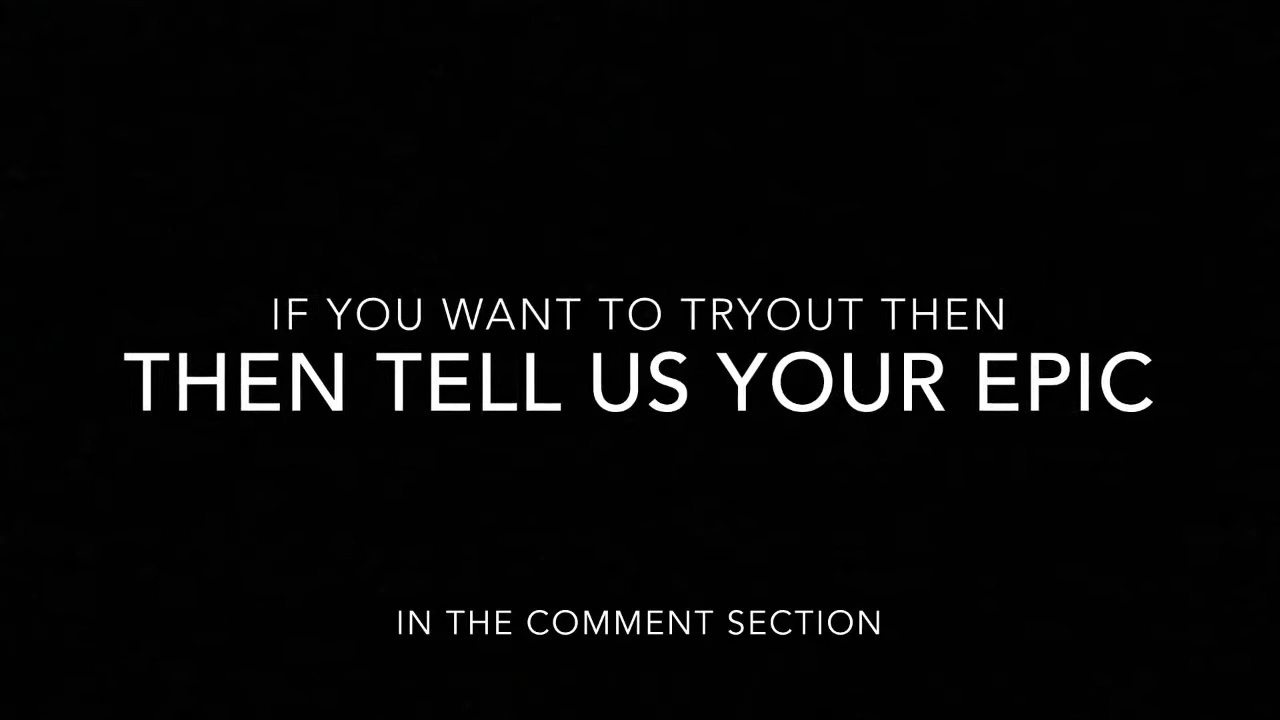 IF YOU WANT TO TRYOUT THEN
THEN TELL US YOUR EPIC
IN THE COMMENT SECTION